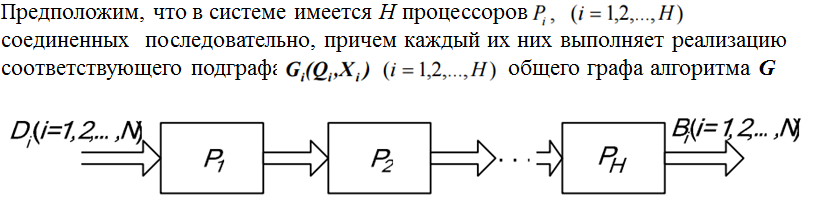 Предположим, что в системе имеется H процессоров Pi , (i = 1,2,...,H)
соединенных последовательно, причем каждый их них выполняет реализацию
соответствующего подграфа Gi(Qi,Xi) (i = 1,2,...,H) общего графа алгоритма G
Di(i=1,2,... ,N) P1 P2 . . . PH Bi(i=1,2,... ,N)